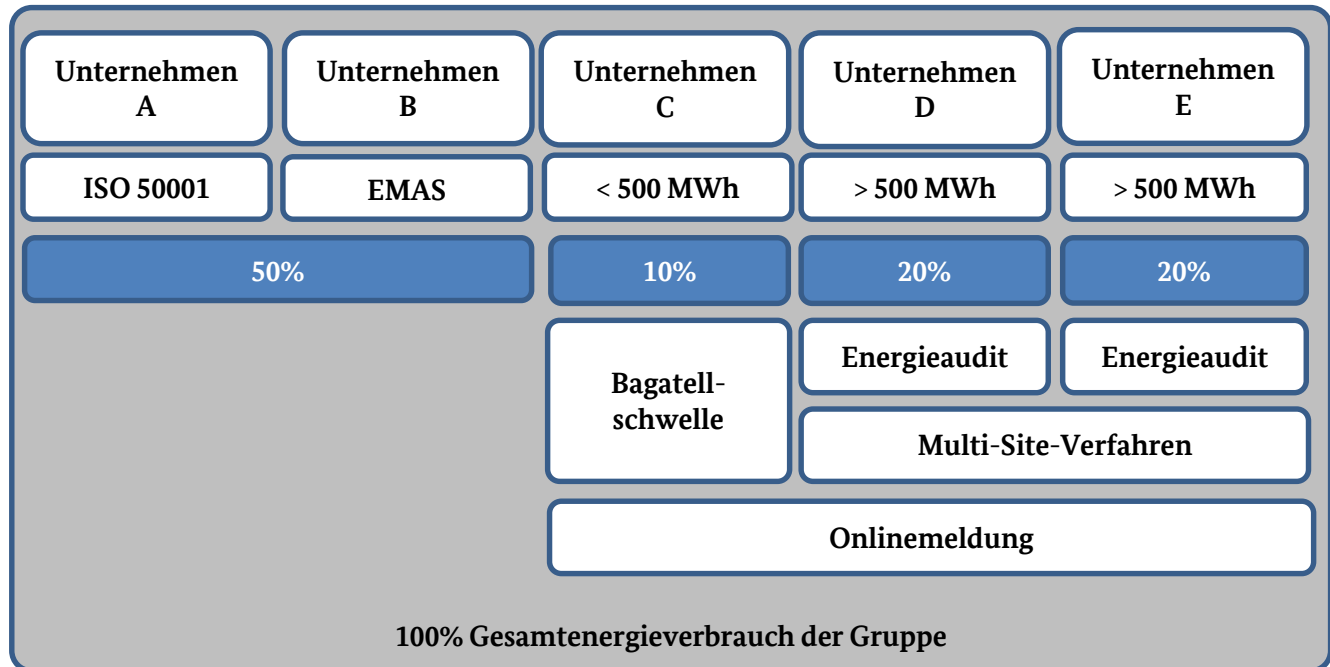 Unternehmen
A
Unternehmen
B
Unternehmen
C
Unternehmen
D
Unternehmen
E
ISO 50001
EMAS
< 500 MWh
> 500 MWh
> 500 MWh
50%
10%
20%
20%
Bagatell-
schwelle
Energieaudit
Energieaudit
Multi-Site-Verfahren
Onlinemeldung
100% Gesamtenergieverbrauch der Gruppe